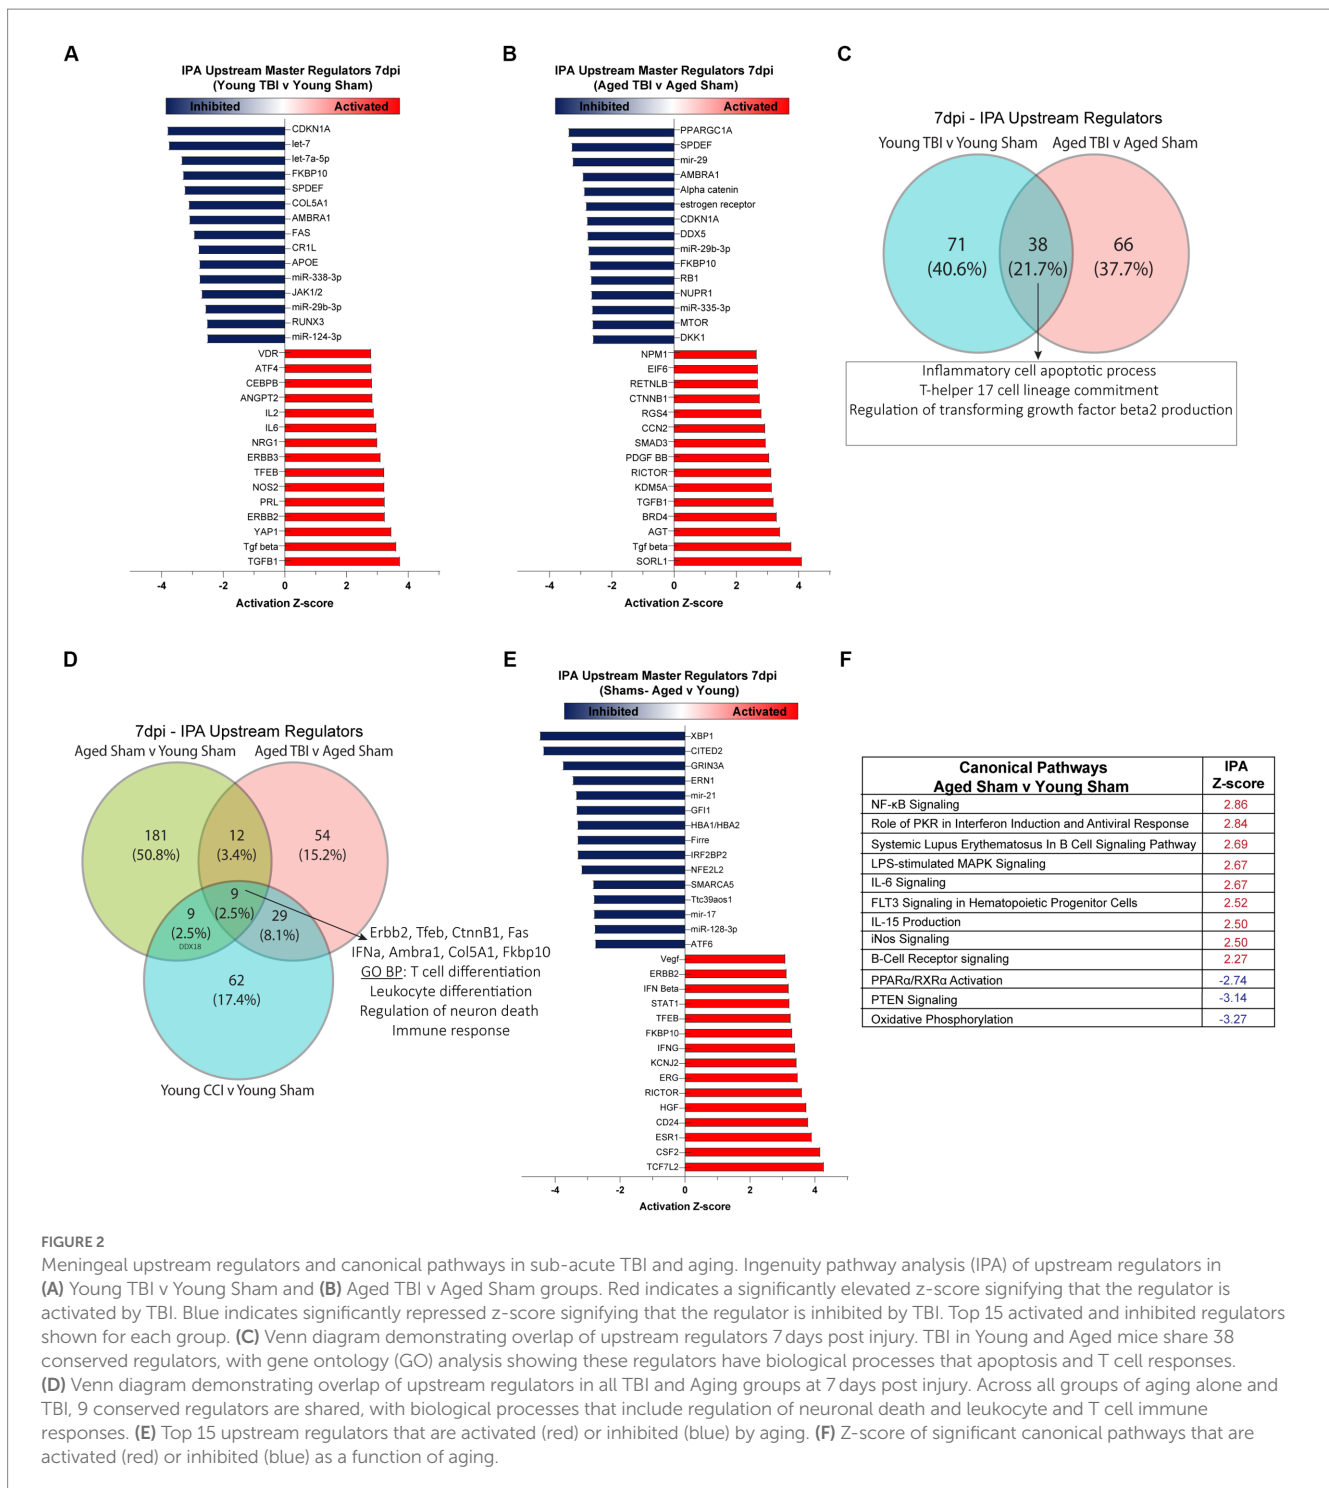 A
IPA Upstream Master Regulators 7dpi
(Young TBI v Young Sham)
Inhibited Activated
CDKN1A
let-7
let-7a-5p
FKBP10
SPDEF
COL5A1
AMBRA1
FAS
CR1L
APOE
miR-338-3p
JAK1/2
miR-29b-3p
RUNX3
miR-124-3p
VDR
ATF4
CEBPB
ANGPT2
IL2
IL6
NRG1
ERBB3
TFEB
NOS2
PRL
ERBB2
YAP1
Tgf beta
TGFB1
-4 -2 0 2 4
Activation Z-score
B
IPA Upstream Master Regulators 7dpi
(Aged TBI v Aged Sham)
Inhibited Activated
PPARGC1A
SPDEF
mir-29
AMBRA1
Alpha catenin
estrogen receptor
CDKN1A
DDX5
miR-29b-3p
FKBP10
RB1
NUPR1
miR-335-3p
MTOR
DKK1
NPM1
EIF6
RETNLB
CTNNB1
RGS4
CCN2
SMAD3
PDGF BB
RICTOR
KDM5A
TGFB1
BRD4
AGT
Tgf beta
SORL1
-4 -2 0 2 4
Activation Z-score
C
7dpi - IPA Upstream Regulators
Young TBI v Young Sham Aged TBI v Aged Sham
71 38 66
(40.6%) (21.7%) (37.7%)
Inflammatory cell apoptotic process
T-helper 17 cell lineage commitment
Regulation of transforming growth factor beta2 production
D
7dpi - IPA Upstream Regulators
Aged Sham v Young Sham Aged TBI v Aged Sham
181 12 54
(50.8%) (3.4%) (15.2%)
9
(2.5%)
9 29
(2.5%) (8.1%)
DDX18
62
(17.4%)
Young CCI v Young Sham
Erbb2, Tfeb, CtnnB1, Fas
IFNa, Ambra1, Col5A1, Fkbp10
GO BP: T cell differentiation
Leukocyte differentiation
Regulation of neuron death
Immune response
E
IPA Upstream Master Regulators 7dpi
(Shams- Aged v Young)
Inhibited Activated
XBP1
CITED2
GRIN3A
ERN1
mir-21
GFI1
HBA1/HBA2
Firre
IRF2BP2
NFE2L2
SMARCA5
Ttc39aos1
mir-17
miR-128-3p
ATF6
Vegf
ERBB2
IFN Beta
STAT1
TFEB
FKBP10
IFNG
KCNJ2
ERG
RICTOR
HGF
CD24
ESR1
CSF2
TCF7L2
-4 -2 0 2 4
Activation Z-score
F
Canonical Pathways IPA
Aged Sham v Young Sham Z-score
NF-κB Signaling 2.86
Role of PKR in Interferon Induction and Antiviral Response 2.84
Systemic Lupus Erythematosus In B Cell Signaling Pathway 2.69
LPS-stimulated MAPK Signaling 2.67
IL-6 Signaling 2.67
FLT3 Signaling in Hematopoietic Progenitor Cells 2.52
IL-15 Production 2.50
iNos Signaling 2.50
B-Cell Receptor signaling 2.27
PPARα/RXRα Activation -2.74
PTEN Signaling -3.14
Oxidative Phosphorylation -3.27
FIGURE 2
Meningeal upstream regulators and canonical pathways in sub-acute TBI and aging. Ingenuity pathway analysis (IPA) of upstream regulators in
(A) Young TBI v Young Sham and (B) Aged TBI v Aged Sham groups. Red indicates a significantly elevated z-score signifying that the regulator is
activated by TBI. Blue indicates significantly repressed z-score signifying that the regulator is inhibited by TBI. Top 15 activated and inhibited regulators
shown for each group. (C) Venn diagram demonstrating overlap of upstream regulators 7 days post injury. TBI in Young and Aged mice share 38
conserved regulators, with gene ontology (GO) analysis showing these regulators have biological processes that apoptosis and T cell responses.
(D) Venn diagram demonstrating overlap of upstream regulators in all TBI and Aging groups at 7 days post injury. Across all groups of aging alone and
TBI, 9 conserved regulators are shared, with biological processes that include regulation of neuronal death and leukocyte and T cell immune
responses. (E) Top 15 upstream regulators that are activated (red) or inhibited (blue) by aging. (F) Z-score of significant canonical pathways that are
activated (red) or inhibited (blue) as a function of aging.